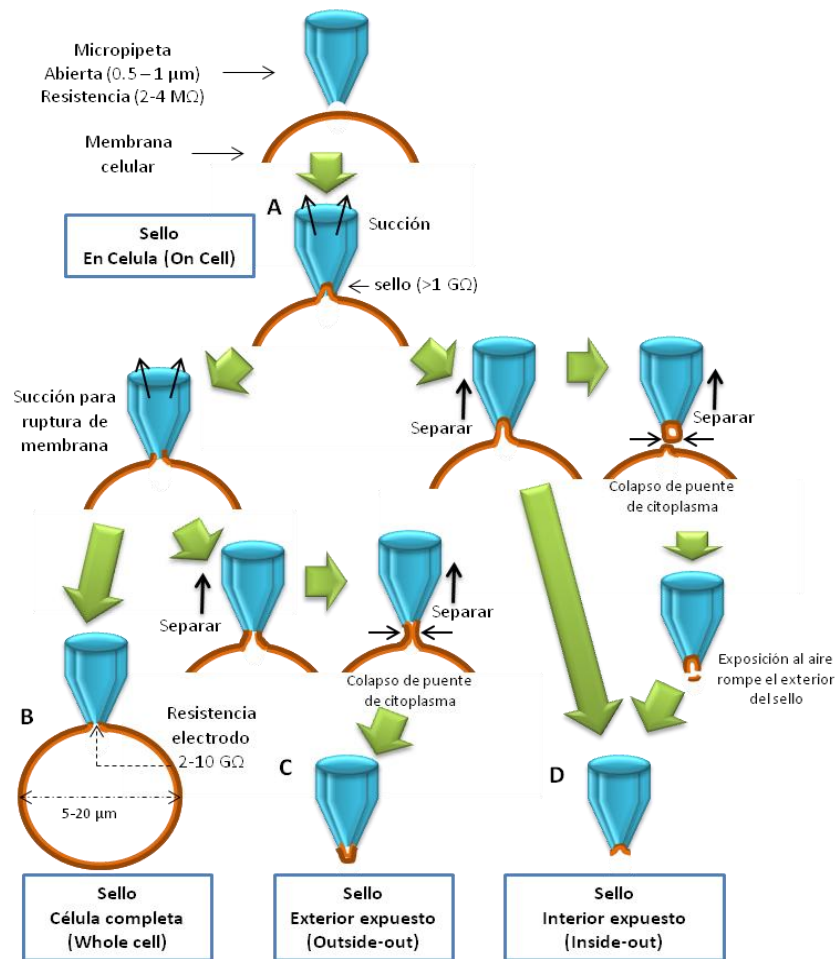 Micropipeta
Abierta (0.5 – 1 µm)
Resistencia (2-4 MΩ)
Membrana
celular
A
Succión
Sello
En Celula (On Cell)
sello (>1 GΩ)
Succión para
ruptura de
membrana
Separar
Separar
Colapso de puente
de citoplasma
Separar
Separar
Colapso de puente
de citoplasma
Exposición al aire
rompe el exterior
del sello
B
Resistencia
electrodo
2-10 GΩ
5-20 µm
C
D
Sello
Célula completa
(Whole cell)
Sello
Exterior expuesto
(Outside-out)
Sello
Interior expuesto
(Inside-out)